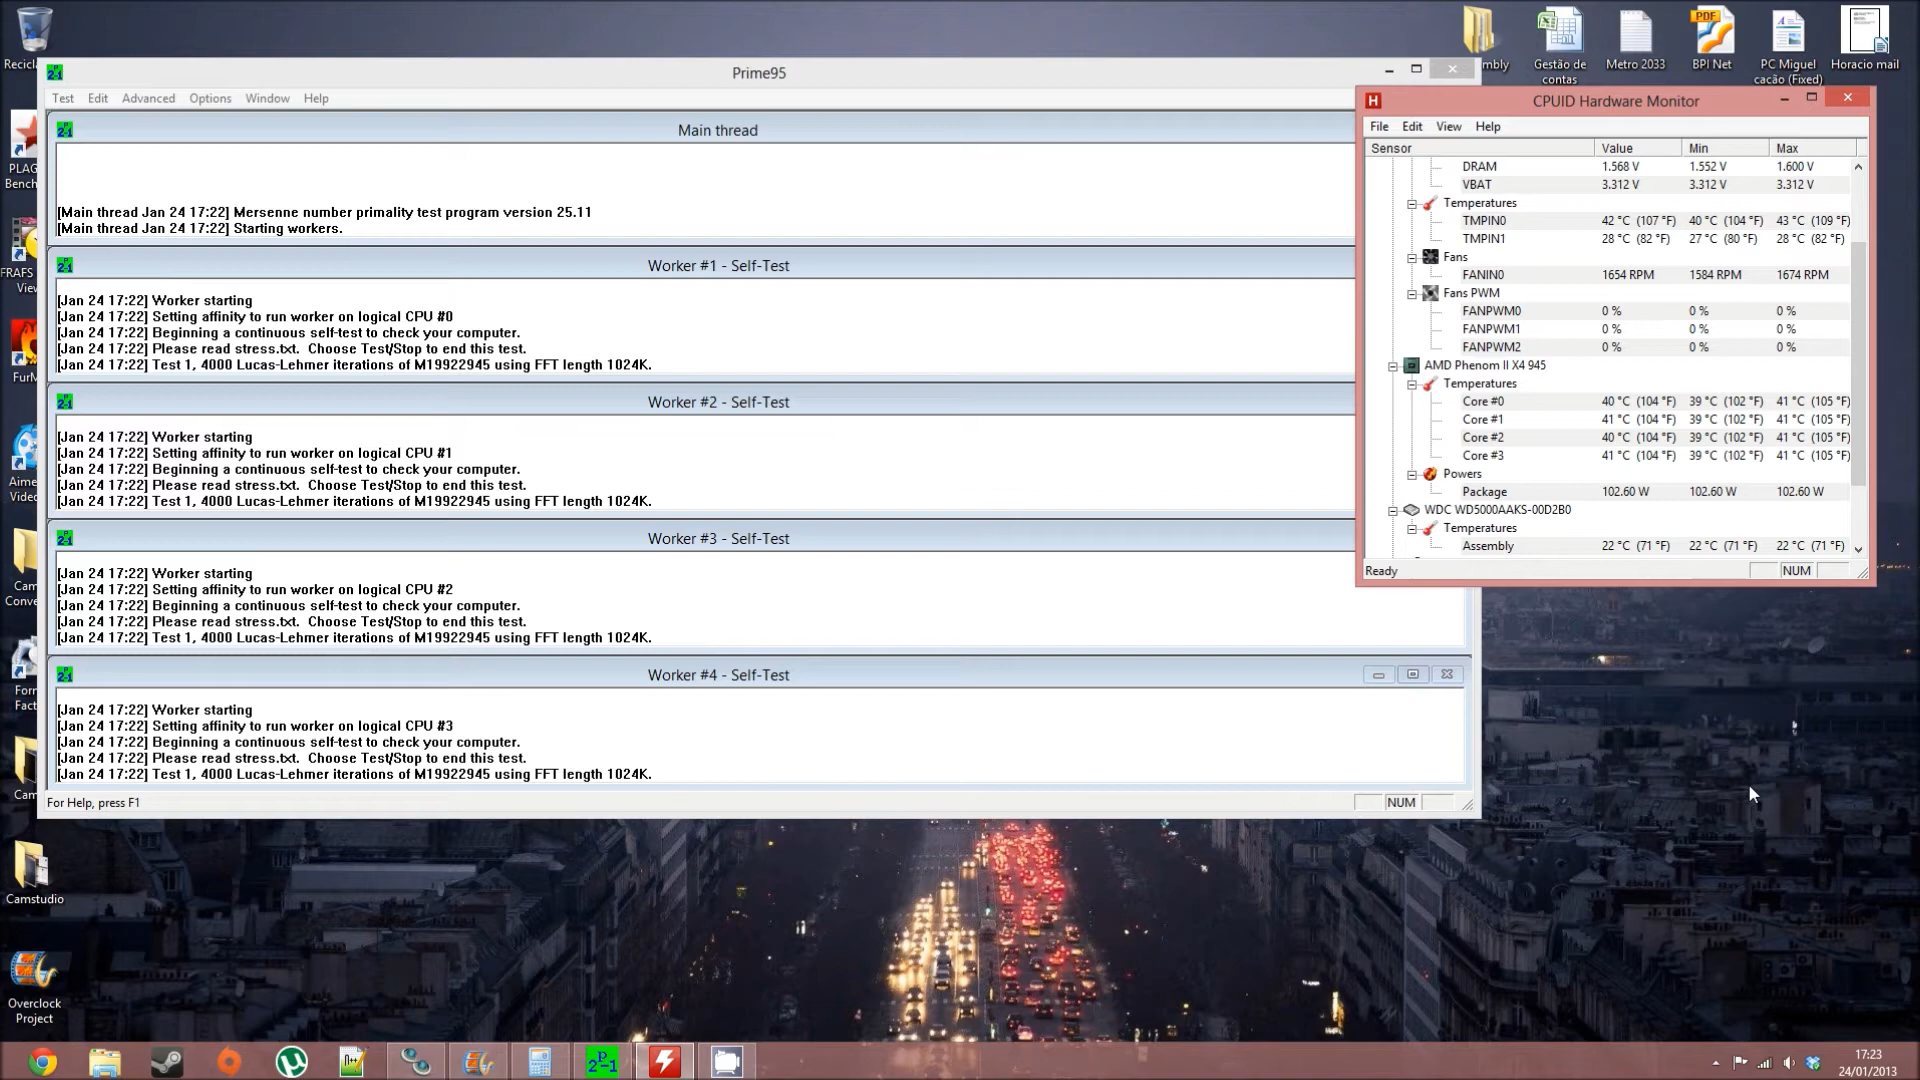 Recicla
PLAG
Bench
FRAFS
View
FurM
Aime
Video
Cam
Conve
Form
Fact
Cam
Camstudio
Overclock
Project
mbly
Gestão de
contas
Metro 2033
BPI Net
PC Miguel
cacão (Fixed)
Horacio mail
Prime95
Test Edit Advanced Options Window Help
Main thread
[Main thread Jan 24 17:22] Mersenne number primality test program version 25.11
[Main thread Jan 24 17:22] Starting workers.
Worker #1 - Self-Test
[Jan 24 17:22] Worker starting
[Jan 24 17:22] Setting affinity to run worker on logical CPU #0
[Jan 24 17:22] Beginning a continuous self-test to check your computer.
[Jan 24 17:22] Please read stress.txt. Choose Test/Stop to end this test.
[Jan 24 17:22] Test 1, 4000 Lucas-Lehmer iterations of M19922945 using FFT length 1024K.
Worker #2 - Self-Test
[Jan 24 17:22] Worker starting
[Jan 24 17:22] Setting affinity to run worker on logical CPU #1
[Jan 24 17:22] Beginning a continuous self-test to check your computer.
[Jan 24 17:22] Please read stress.txt. Choose Test/Stop to end this test.
[Jan 24 17:22] Test 1, 4000 Lucas-Lehmer iterations of M19922945 using FFT length 1024K.
Worker #3 - Self-Test
[Jan 24 17:22] Worker starting
[Jan 24 17:22] Setting affinity to run worker on logical CPU #2
[Jan 24 17:22] Beginning a continuous self-test to check your computer.
[Jan 24 17:22] Please read stress.txt. Choose Test/Stop to end this test.
[Jan 24 17:22] Test 1, 4000 Lucas-Lehmer iterations of M19922945 using FFT length 1024K.
Worker #4 - Self-Test
[Jan 24 17:22] Worker starting
[Jan 24 17:22] Setting affinity to run worker on logical CPU #3
[Jan 24 17:22] Beginning a continuous self-test to check your computer.
[Jan 24 17:22] Please read stress.txt. Choose Test/Stop to end this test.
[Jan 24 17:22] Test 1, 4000 Lucas-Lehmer iterations of M19922945 using FFT length 1024K.
For Help, press F1 NUM
CPUID Hardware Monitor
File Edit View Help
Sensor Value Min Max
DRAM 1.568 V 1.552 V 1.600 V
VBAT 3.312 V 3.312 V 3.312 V
Temperatures
TMPIN0 42 °C (107 °F) 40 °C (104 °F) 43 °C (109 °F)
TMPIN1 28 °C (82 °F) 27 °C (80 °F) 28 °C (82 °F)
Fans
FANIN0 1654 RPM 1584 RPM 1674 RPM
Fans PWM
FANPWM0 0 % 0 % 0 %
FANPWM1 0 % 0 % 0 %
FANPWM2 0 % 0 % 0 %
AMD Phenom II X4 945
Temperatures
Core #0 40 °C (104 °F) 39 °C (102 °F) 41 °C (105 °F)
Core #1 41 °C (104 °F) 39 °C (102 °F) 41 °C (105 °F)
Core #2 40 °C (104 °F) 39 °C (102 °F) 41 °C (105 °F)
Core #3 41 °C (104 °F) 39 °C (102 °F) 41 °C (105 °F)
Powers
Package 102.60 W 102.60 W 102.60 W
WDC WD5000AAKS-00D2B0
Temperatures
Assembly 22 °C (71 °F) 22 °C (71 °F) 22 °C (71 °F)
Ready NUM
17:23
24/01/2013